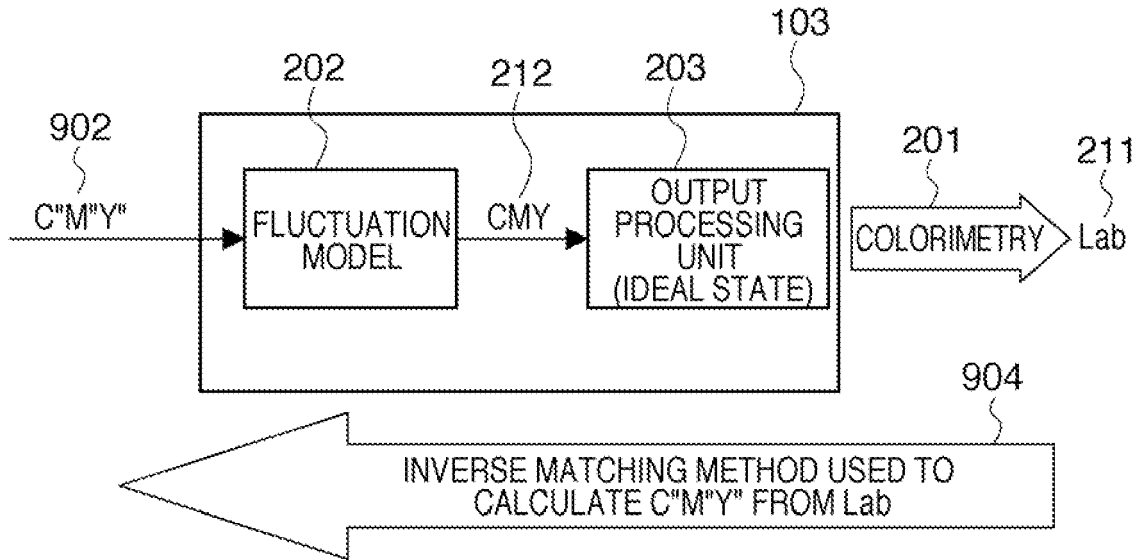 103
202
212
203
902
201
211
C"M"Y"
FLUCTUATION
MODEL
CMY
OUTPUT
PROCESSING
UNIT
(IDEAL STATE)
COLORIMETRY
Lab
904
INVERSE MATCHING METHOD USED TO
CALCULATE C"M"Y" FROM Lab